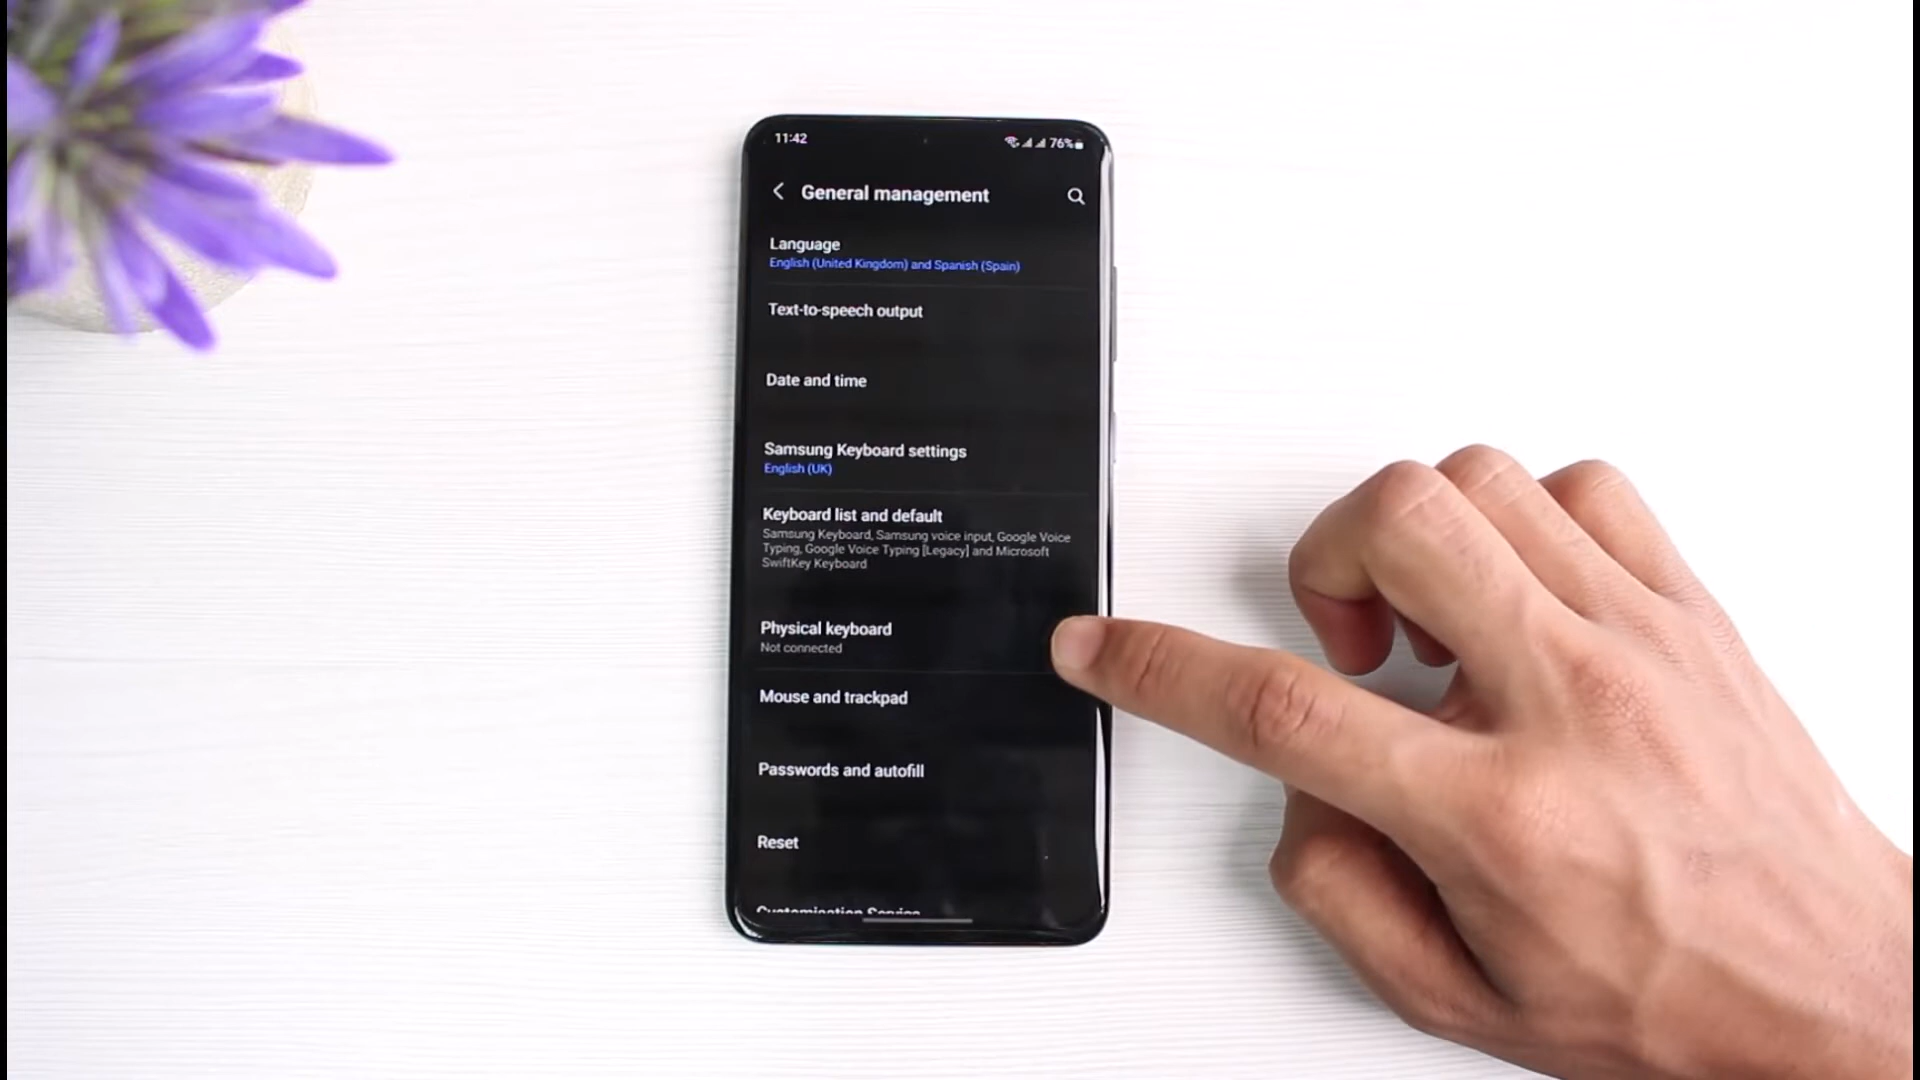 11:42
76%
General management
Language
English (United Kingdom) and Spanish (Spain)
Text-to-speech output
Date and time
Samsung Keyboard settings
English (UK)
Keyboard list and default
Samsung Keyboard, Samsung voice input, Google Voice
Typing, Google Voice Typing [Legacy] and Microsoft
SwiftKey Keyboard
Physical keyboard
Not connected
Mouse and trackpad
Passwords and autofill
Reset
Customisation Service